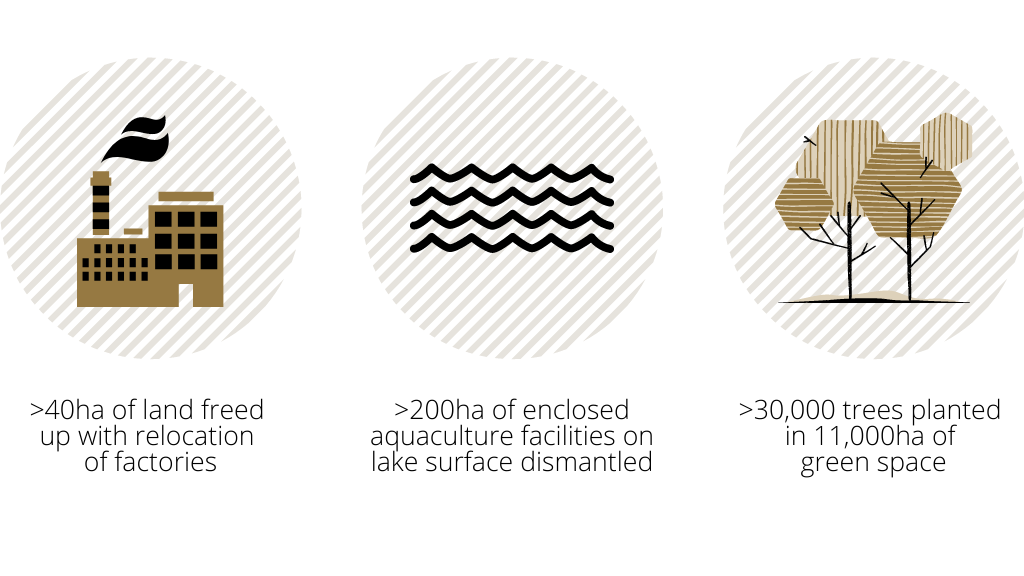 >40ha of land freed
up with relocation
of factories
>200ha of enclosed
aquaculture facilities on
lake surface dismantled
>30,000 trees planted
in 11,000ha of
green space